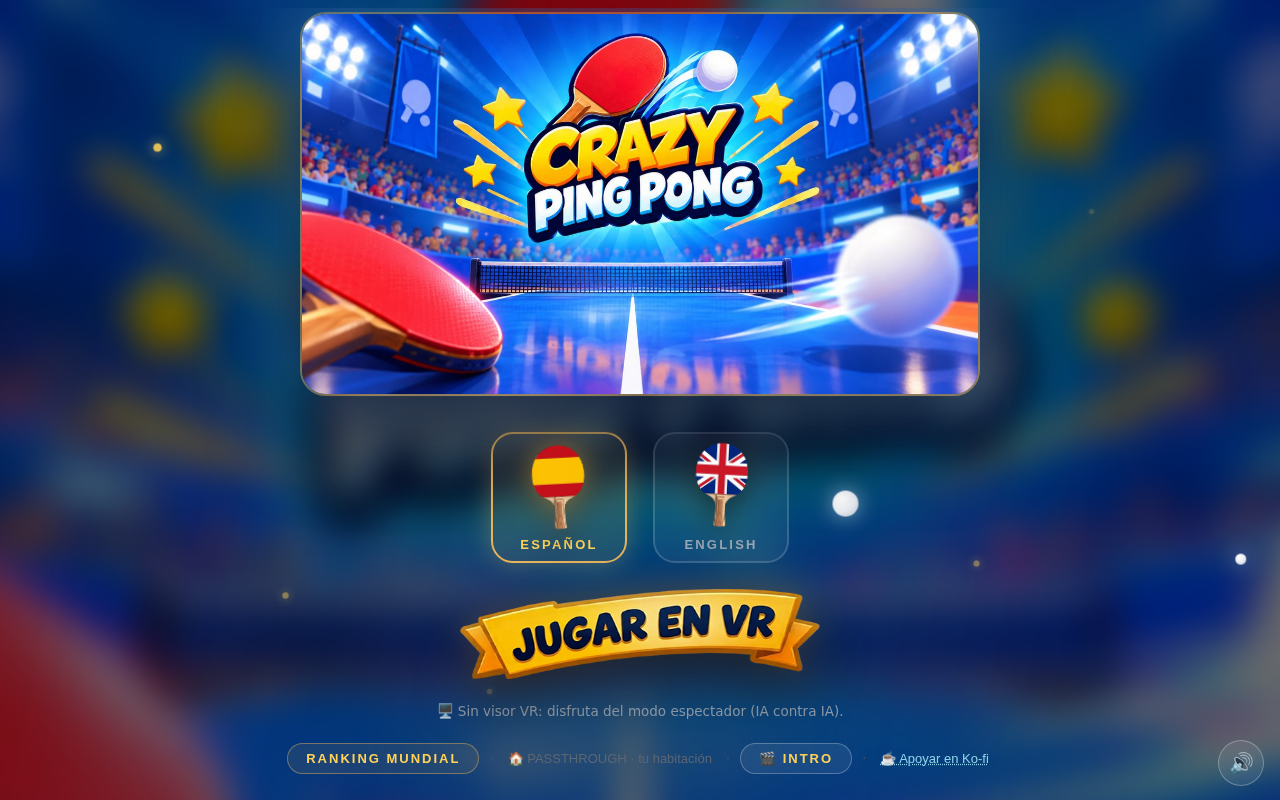 CRAZY
PING PONG
ESPAÑOL
ENGLISH
JUGAR EN VR
Sin visor VR: disfruta del modo espectador (IA contra IA).
RANKING MUNDIAL · PASSTHROUGH · tu habitación · INTRO · Apoyar en Ko-fi